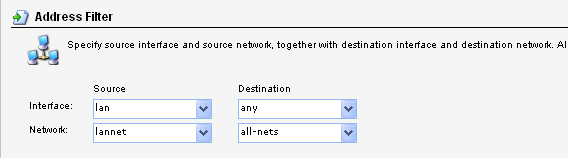 Address Filter
Specify source interface and source network, together with destination interface and destination network. Al
Source Destination
Interface: lan any
Network: lannet all-nets